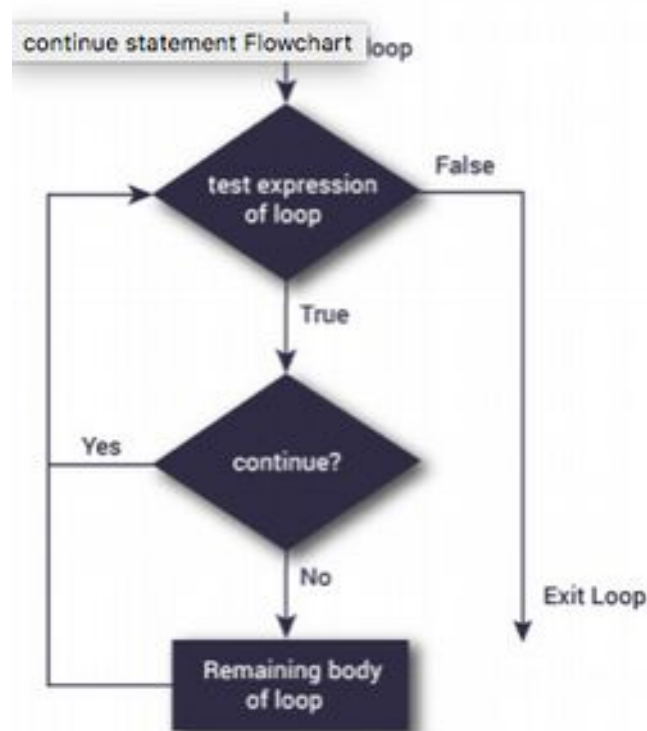 continue statement Flowchart
loop
test expression
of loop
False
True
Yes
continue?
No
Exit Loop
Remaining body
of loop